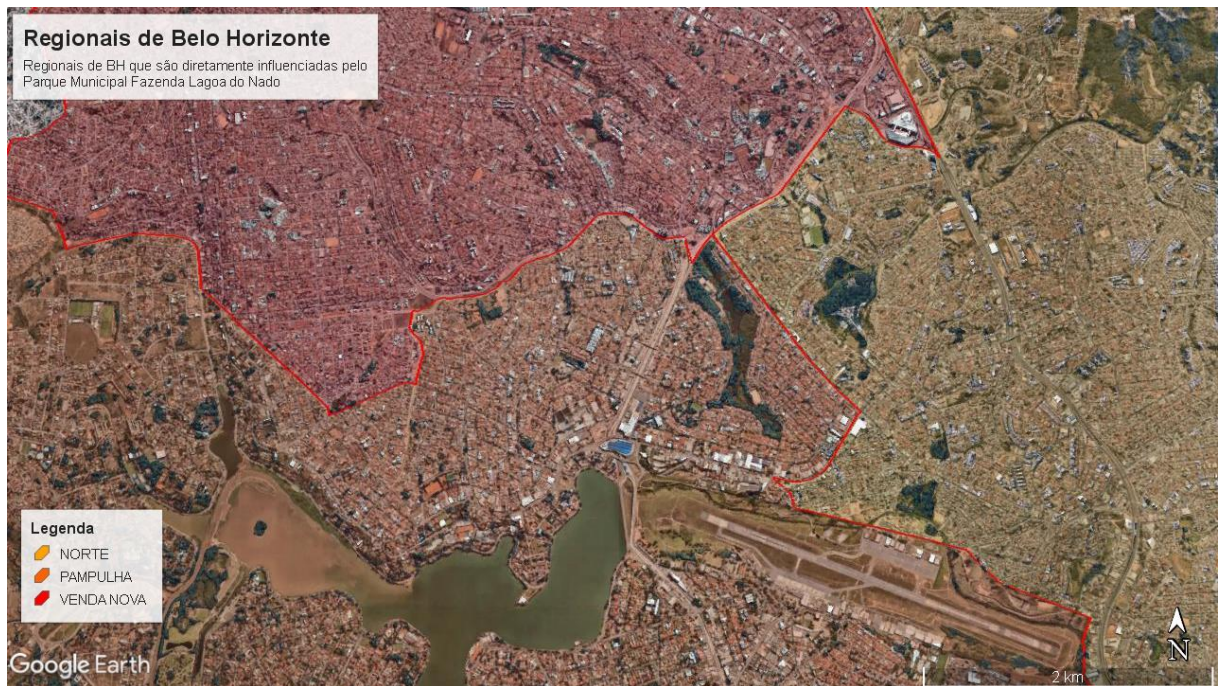 Regionais de Belo Horizonte
Regionais de BH que são diretamente influenciadas pelo
Parque Municipal Fazenda Lagoa do Nado
Legenda
NORTE
PAMPULHA
VENDA NOVA
Google Earth
N
2 km